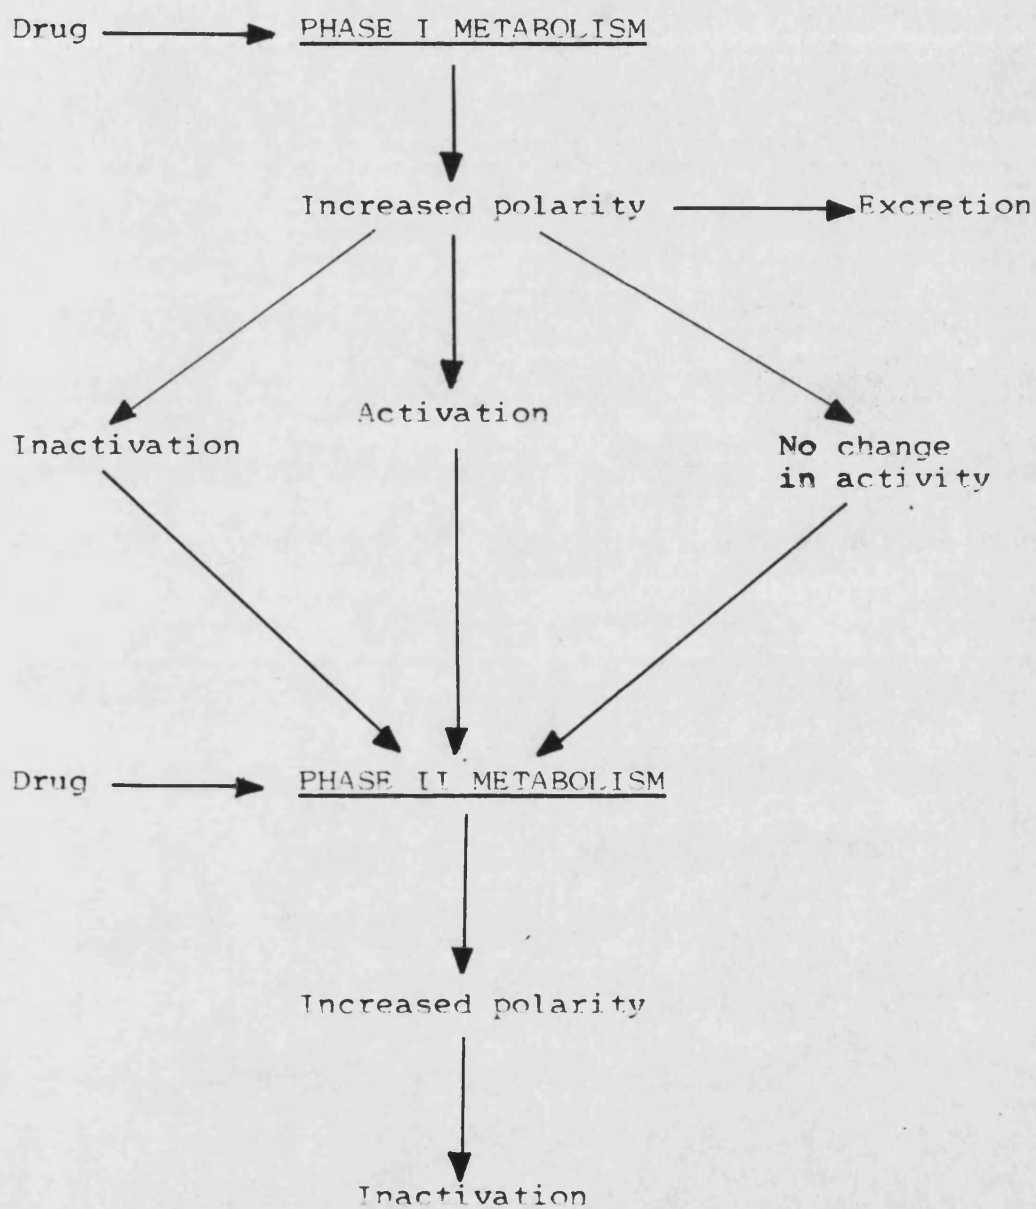 Drug PHASE I METABOLISM
Increased polarity Excretion
Activation
Inactivation
No change
in activity
Drug PHASE II METABOLISM
Increased polarity
Inactivation